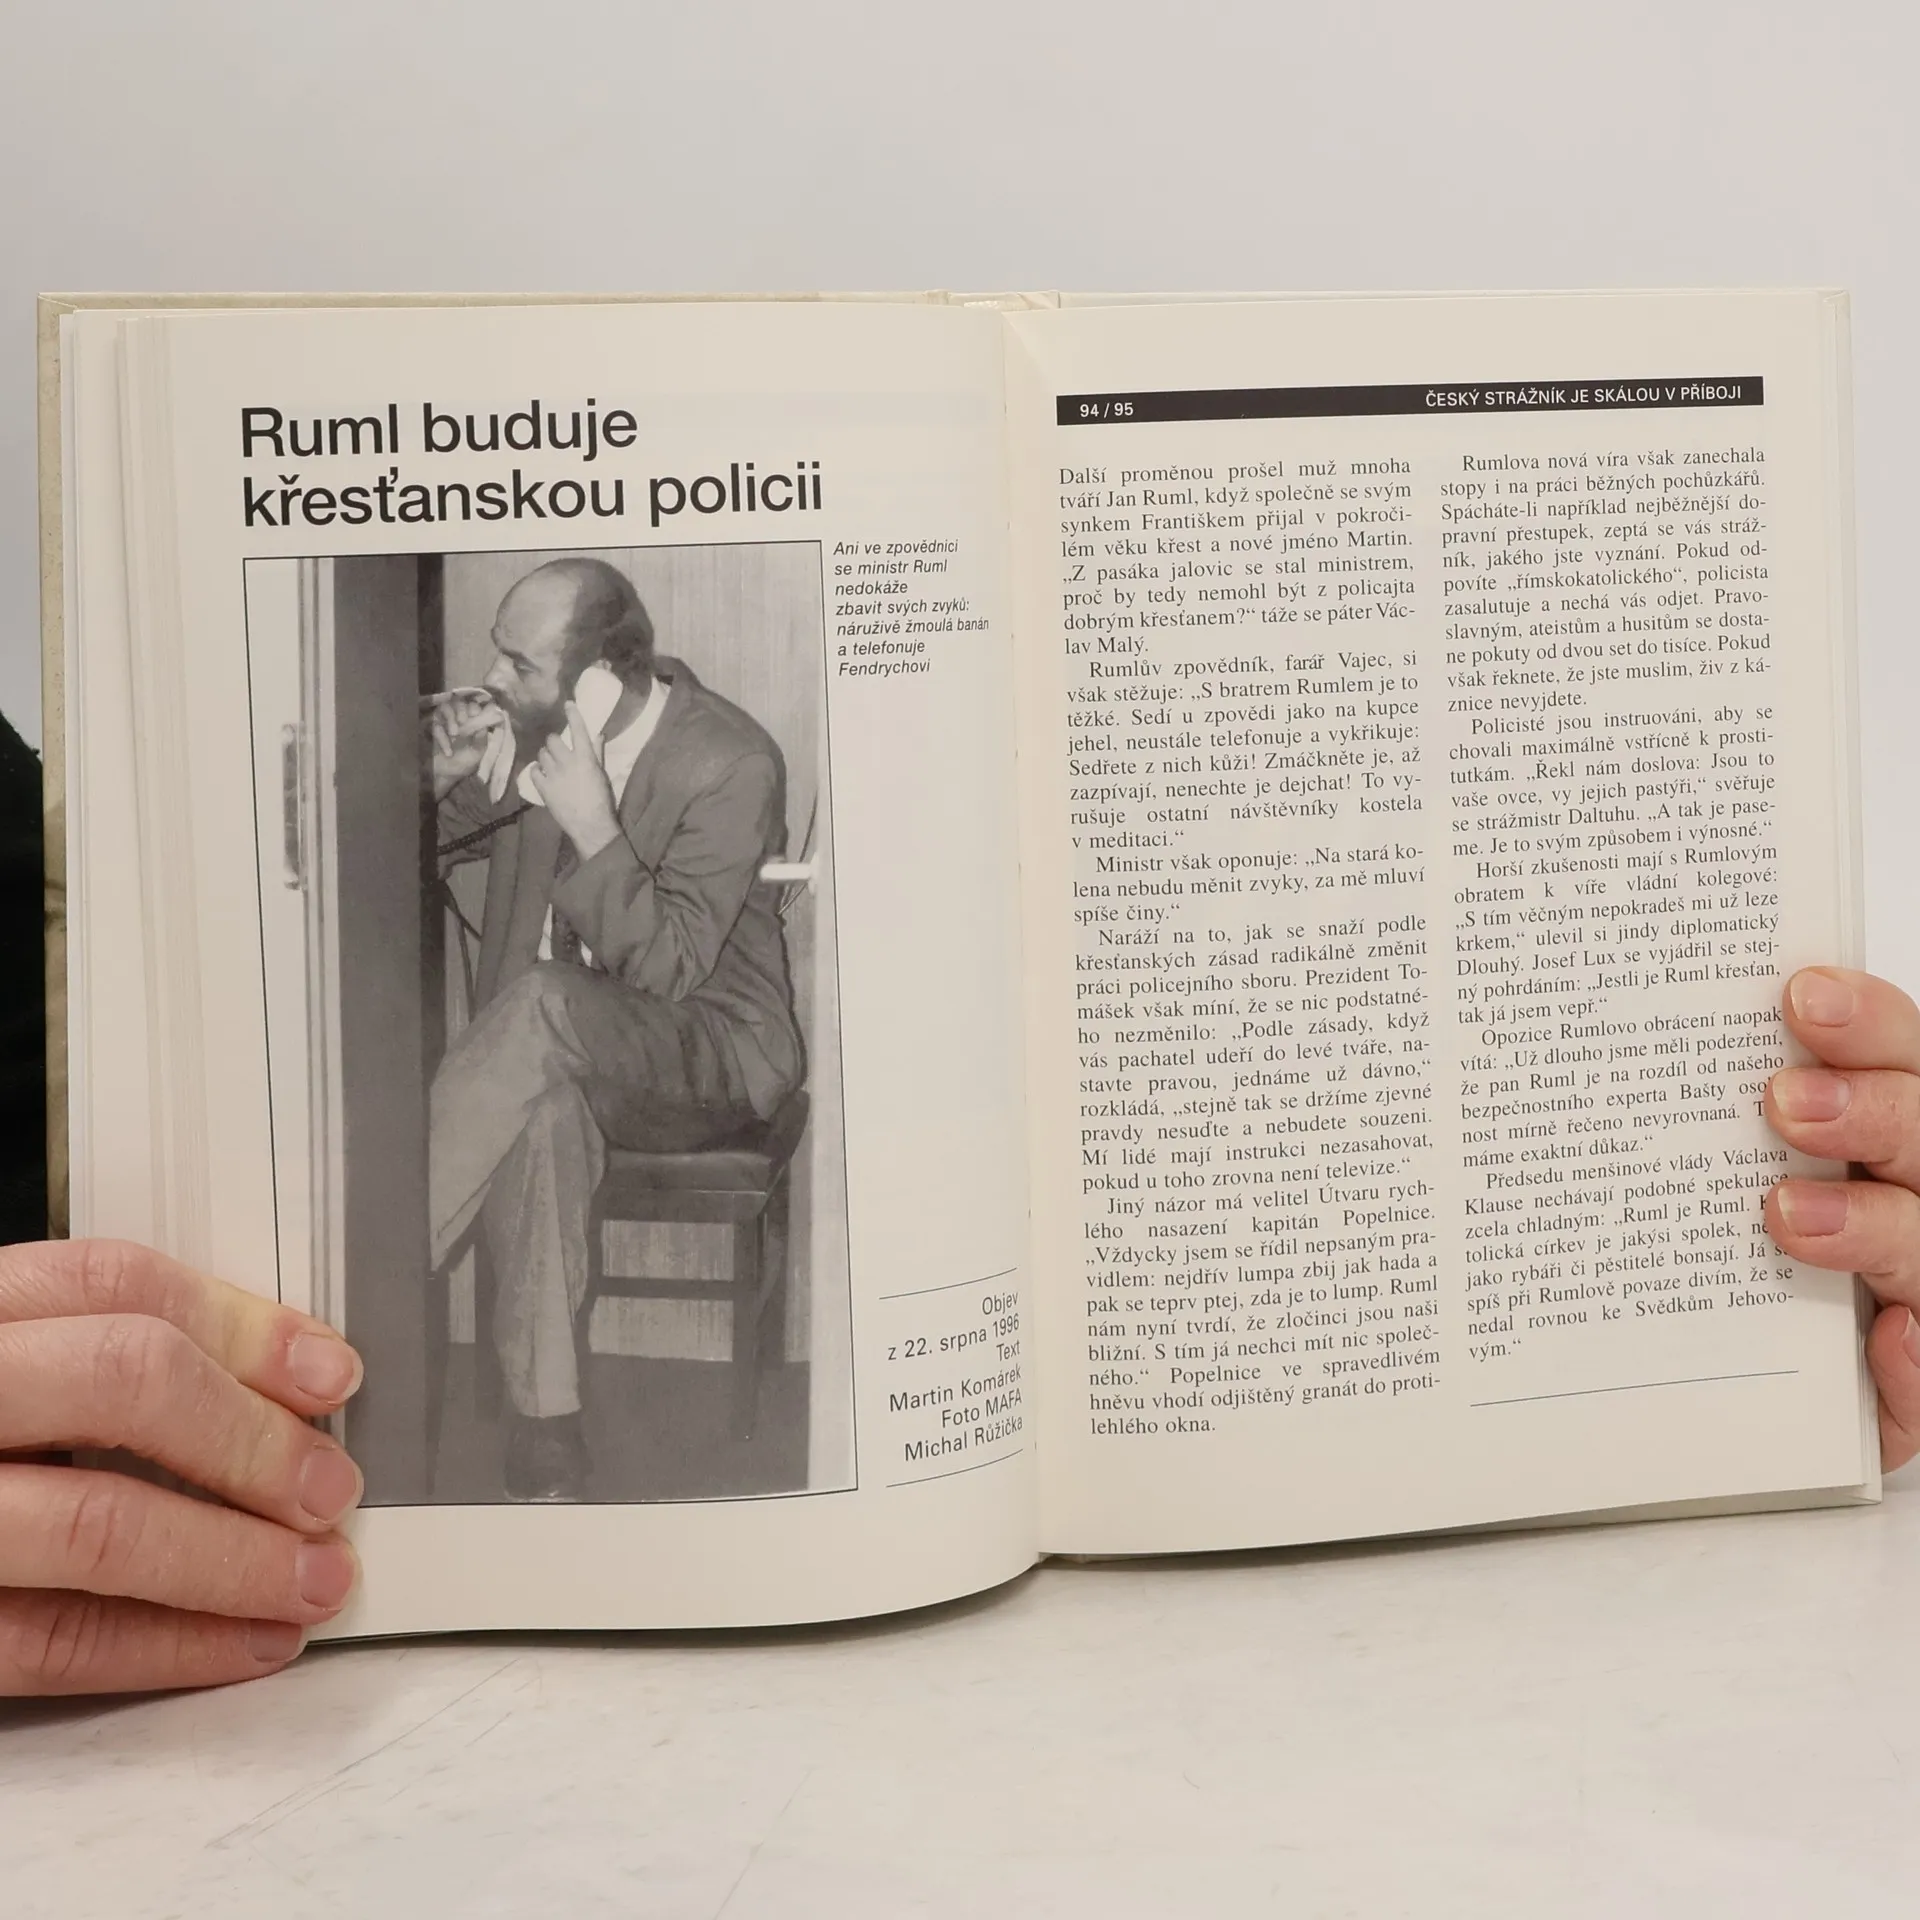 Ruml buduje
křesťanskou policii
Ani ve zpovědnici
se ministr Ruml
nedokáže
zbavit svých zvyků:
náruživě žmoulá banán
a telefonuje
Fendrychovi
Objev
z 22. srpna 1996
Text
Martin Komárek
Foto MAFA
Michal Růžička
94 / 95
ČESKÝ STRÁŽNÍK JE SKÁLOU V PŘÍBOJI
Další proměnou prošel muž mnoha
tváří Jan Ruml, když společně se svým
synkem Františkem přijal v pokroči-
lém věku křest a nové jméno Martin.
„Z pasáka jalovic se stal ministrem,
proč by tedy nemohl být z policajta
dobrým křesťanem?“ táže se páter Vác-
lav Malý.
Rumlův zpovědník, farář Vajec, si
však stěžuje: „S bratrem Rumlem je to
těžké. Sedí u zpovědi jako na kupce
jehel, neustále telefonuje a vykřikuje:
Sedřete z nich kůži! Zmáčkněte je, až
zazpívají, nenechte je dejchat! To vy-
rušuje ostatní návštěvníky kostela
v meditaci.“
Ministr však oponuje: „Na stará ko-
lena nebudu měnit zvyky, za mě mluví
spíše činy.“
Naráží na to, jak se snaží podle
křesťanských zásad radikálně změnit
práci policejního sboru. Prezident To-
mášek však míní, že se nic podstatné-
ho nezměnilo: „Podle zásady, když
vás pachatel udeří do levé tváře, na-
stavte pravou, jednáme už dávno,“
rozkládá, „stejně tak se držíme zjevné
pravdy nesuďte a nebudete souzeni.
Mí lidé mají instrukci nezasahovat,
pokud u toho zrovna není televize.“
Jiný názor má velitel Útvaru rych-
lého nasazení kapitán Popelnice.
„Vždycky jsem se řídil nepsaným pra-
vidlem: nejdřív lumpa zbij jak hada a
pak se teprv ptej, zda je to lump. Ruml
nám nyní tvrdí, že zločinci jsou naši
bližní. S tím já nechci mít nic společ-
ného.“ Popelnice ve spravedlivém
hněvu vhodí odjištěný granát do proti-
lehlého okna.
Rumlova nová víra však zanechala
stopy i na práci běžných pochůzkářů.
Spácháte-li například nejběžnější do-
pravní přestupek, zeptá se vás stráž-
ník, jakého jste vyznání. Pokud od-
povíte „římskokatolického“, policista
zasalutuje a nechá vás odjet. Pravo-
slavným, ateistům a husitům se dosta-
ne pokuty od dvou set do tisíce. Pokud
však řeknete, že jste muslim, živ z ká-
znice nevyjdete.
Policisté jsou instruováni, aby se
chovali maximálně vstřícně k prosti-
tutkám. „Řekl nám doslova: Jsou to
vaše ovce, vy jejich pastýři,“ svěřuje
se strážmistr Daltuhu. „A tak je pase-
me. Je to svým způsobem i výnosné.“
Horší zkušenosti mají s Rumlovým
obratem k víře vládní kolegové:
„S tím věčným nepokradeš mi už leze
krkem,“ ulevil si jindy diplomatický
Dlouhý. Josef Lux se vyjádřil se stej-
ný pohrdáním: „Jestli je Ruml křesťan,
tak já jsem vepř.“
Opozice Rumlovo obrácení naopak
vítá: „Už dlouho jsme měli podezření,
že pan Ruml je na rozdíl od našeho
bezpečnostního experta Bašty
nost mírně řečeno nevyrovnaná.
máme exaktní důkaz.“
Předsedu menšinové vlády Václava
Klause nechávají podobné spekulace
zcela chladným: „Ruml je Ruml.
tolická církev je jakýsi spolek,
jako rybáři či pěstitelé bonsají. Já
spíš při Rumlově povaze divím, že se
nedal rovnou ke Svědkům Jehovo-
vým.“